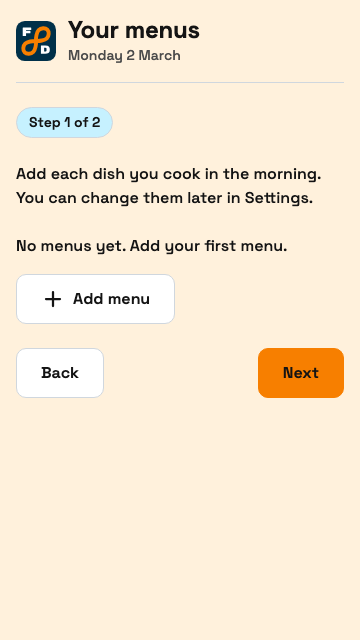 F
D
Your menus
Monday 2 March
Step 1 of 2
Add each dish you cook in the morning.
You can change them later in Settings.
No menus yet. Add your first menu.
Add menu
Back
Next